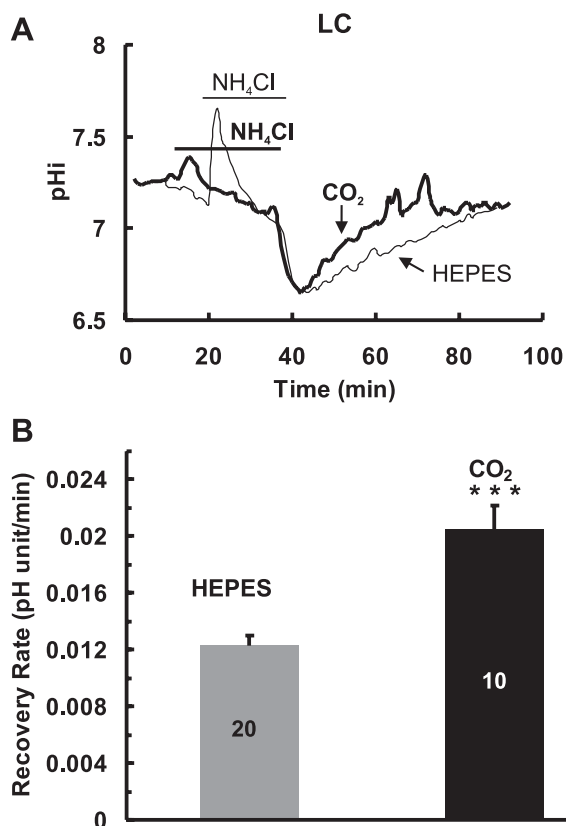 A
LC
8
7.5
7
6.5
pHi
NH₄Cl
NH₄Cl
CO₂
HEPES
0
20
40
60
80
100
Time (min)
B
0.024
0.02
0.016
0.012
0.008
0.004
0
Recovery Rate (pH unit/min)
HEPES
20
CO₂
***
10